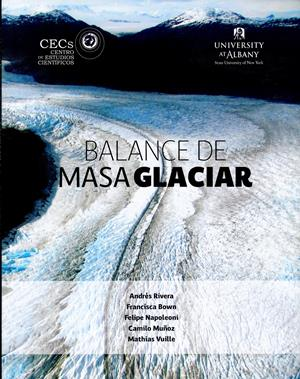 CECs
CENTRO
DE ESTUDIOS
CIENTÍFICOS
UNIVERSITY
AT ALBANY
State University of New York
BALANCE DE
MASA GLACIAR
Andrés Rivera
Francisca Bown
Felipe Napoleoni
Camilo Muñoz
Mathias Vuille